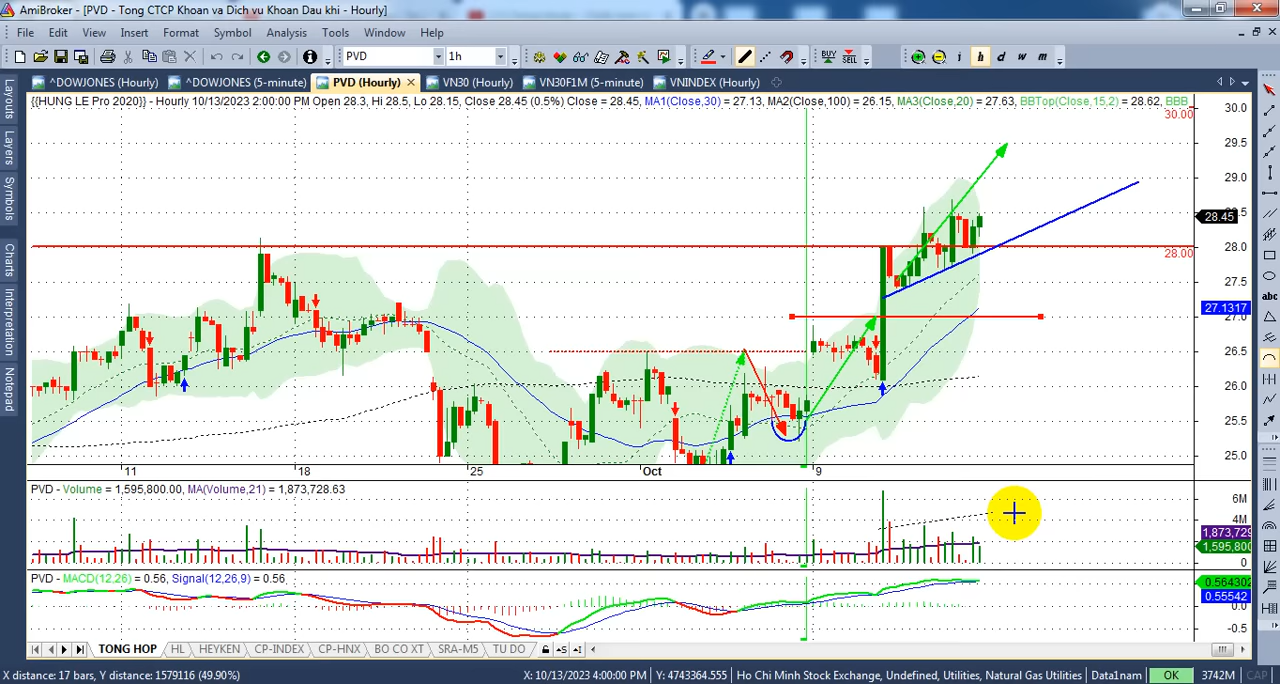 AmiBroker - [PVD - Tong CTCP Khoan va Dich vu Khoan Dau khi - Hourly]
File Edit View Insert Format Symbol Analysis Tools Window Help
PVD 1h BUY SELL i i h d w m
^DOWJONES (Hourly) ^DOWJONES (5-minute) PVD (Hourly) VN30 (Hourly) VN30F1M (5-minute) VNINDEX (Hourly)
Layouts
Layers
Symbols
Charts
Interpretation
Notepad
{{HUNG LE Pro 2020}} - Hourly 10/13/2023 2:00:00 PM Open 28.3, Hi 28.5, Lo 28.15, Close 28.45 (0.5%) Close = 28.45, MA1(Close,30) = 27.13, MA2(Close,100) = 26.15, MA3(Close,20) = 27.63, BBTop(Close,15,2) = 28.62, BBB
30.0
30.00
29.5
29.0
28.5
28.45
28.0
28.00
27.5
27.1317
27.0
26.5
26.0
25.5
25.0
abc
11 18 25 Oct 9
PVD - Volume = 1,595,800.00, MA(Volume,21) = 1,873,728.63
6M
4M
1,873,729
1,595,800
0
PVD - MACD(12,26) = 0.56, Signal(12,26,9) = 0.56
0.564302
0.55542
0.0
-0.5
TONG HOP HL HEYKEN CP-INDEX CP-HNX BO CO XT SRA-M5 TU DO
X distance: 17 bars, Y distance: 1579116 (49.90%) X: 10/13/2023 4:00:00 PM Y: 4743364.555 Ho Chi Minh Stock Exchange, Undefined, Utilities, Natural Gas Utilities Data1nam OK 3742M CAP